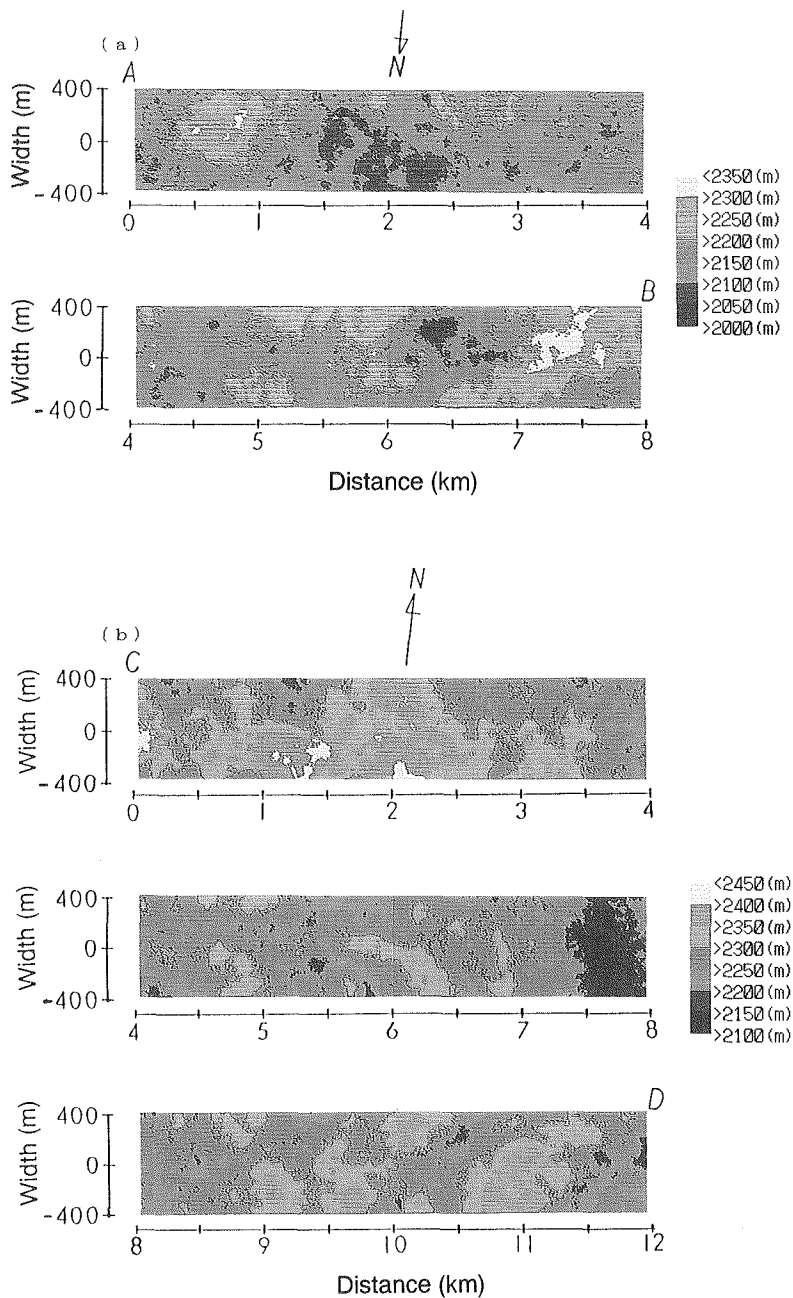 (a)
N
A
Width (m)
400
0
-400
0 1 2 3 4
<2350(m)
>2300(m)
>2250(m)
>2200(m)
>2150(m)
>2100(m)
>2050(m)
>2000(m)
B
Width (m)
400
0
-400
4 5 6 7 8
Distance (km)
N
(b)
C
Width (m)
400
0
-400
0 1 2 3 4
Width (m)
400
0
-400
4 5 6 7 8
<2450(m)
>2400(m)
>2350(m)
>2300(m)
>2250(m)
>2200(m)
>2150(m)
>2100(m)
D
Width (m)
400
0
-400
8 9 10 11 12
Distance (km)